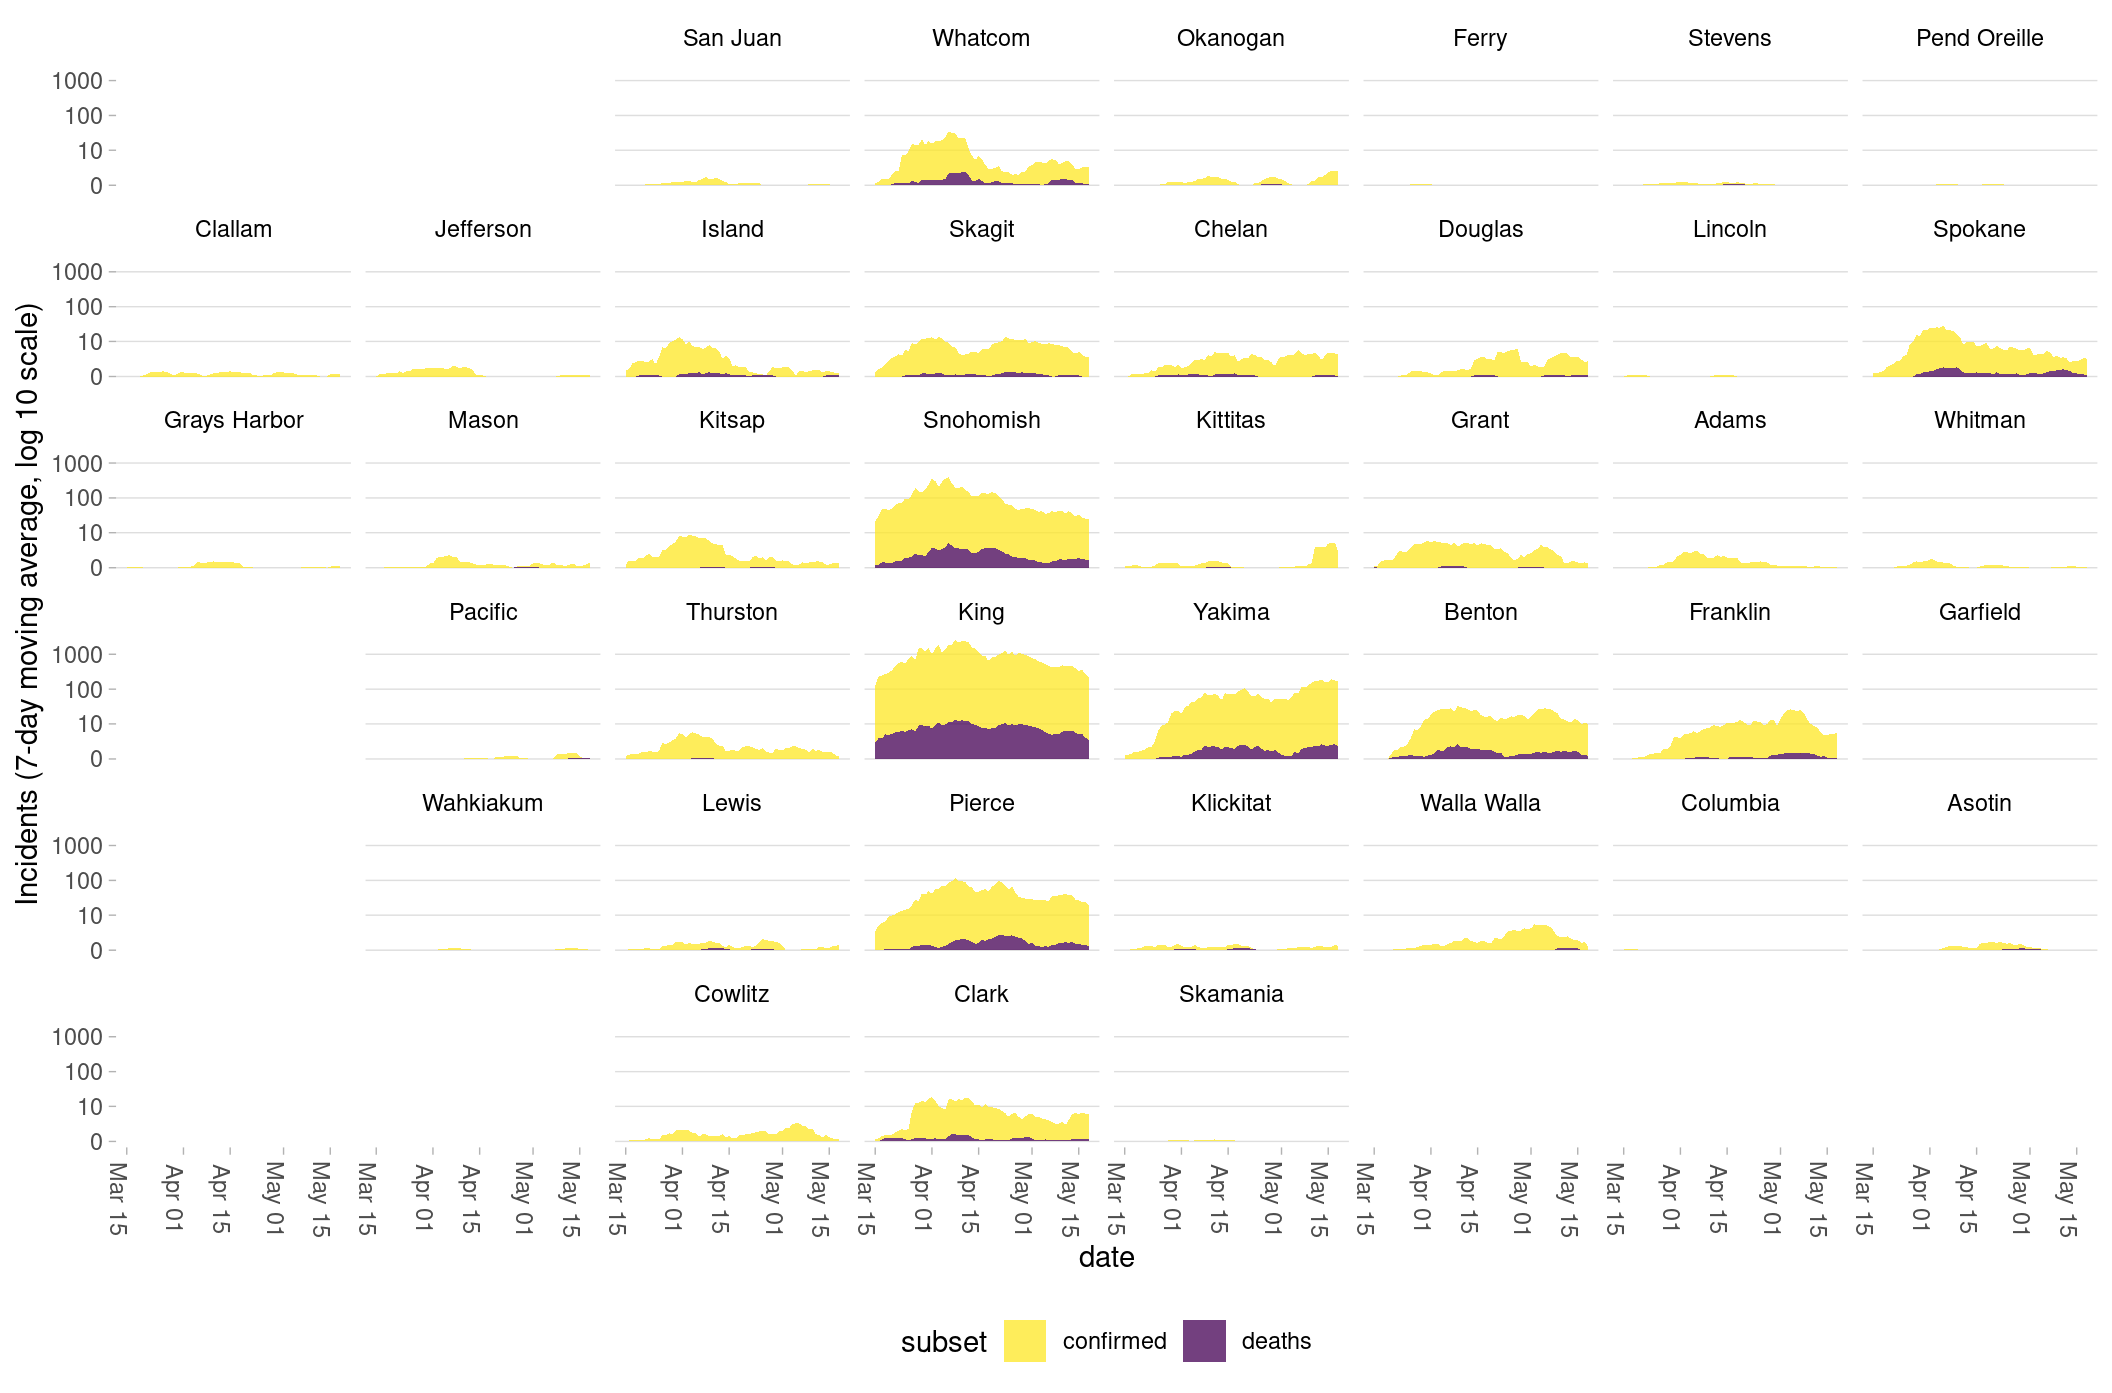 San Juan Whatcom Okanogan Ferry Stevens Pend Oreille
1000
100
10
0
Clallam Jefferson Island Skagit Chelan Douglas Lincoln Spokane
1000
100
10
0
Grays Harbor Mason Kitsap Snohomish Kittitas Grant Adams Whitman
1000
100
10
0
Pacific Thurston King Yakima Benton Franklin Garfield
1000
100
10
0
Wahkiakum Lewis Pierce Klickitat Walla Walla Columbia Asotin
1000
100
10
0
Cowlitz Clark Skamania
1000
100
10
0
Incidents (7-day moving average, log 10 scale)
Mar 15 Apr 01 Apr 15 May 01 May 15 Mar 15 Apr 01 Apr 15 May 01 May 15 Mar 15 Apr 01 Apr 15 May 01 May 15 Mar 15 Apr 01 Apr 15 May 01 May 15 Mar 15 Apr 01 Apr 15 May 01 May 15 Mar 15 Apr 01 Apr 15 May 01 May 15 Mar 15 Apr 01 Apr 15 May 01 May 15 Mar 15 Apr 01 Apr 15 May 01 May 15
date
subset confirmed deaths